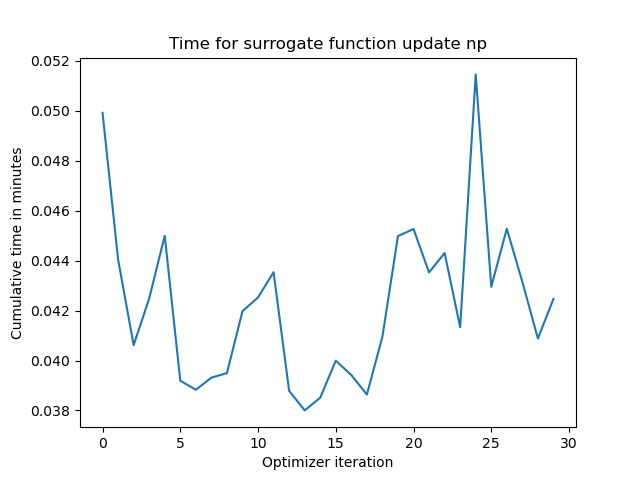 Time for surrogate function update np
Cumulative time in minutes
0.052
0.050
0.048
0.046
0.044
0.042
0.040
0.038
0 5 10 15 20 25 30
Optimizer iteration